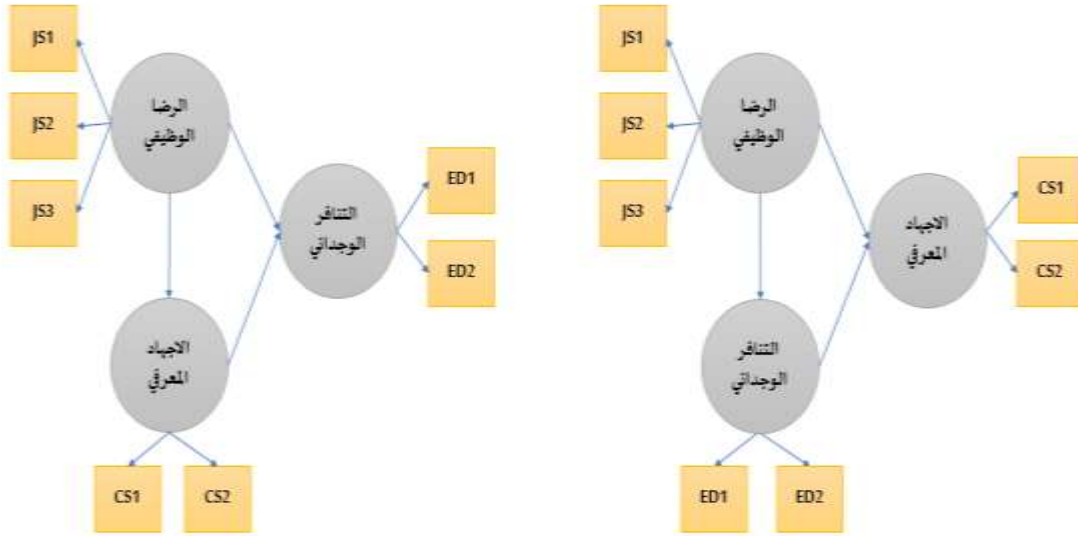 JS1
JS2
JS3
الرضا
الوظيفي
التنافر
الوجداني
ED1
ED2
الاجهاد
المعرفي
CS1
CS2
JS1
JS2
JS3
الرضا
الوظيفي
الاجهاد
المعرفي
CS1
CS2
التنافر
الوجداني
ED1
ED2